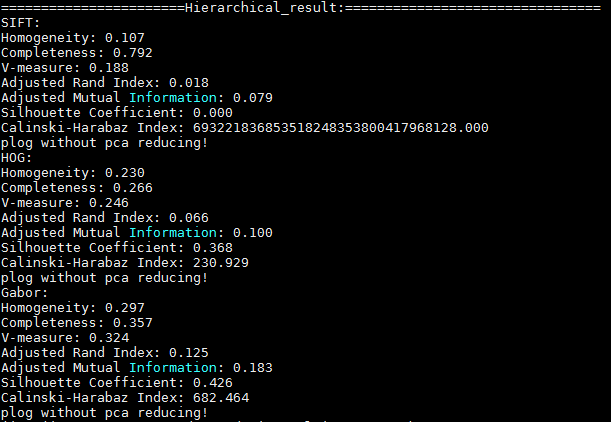 =======================Hierarchical_result:================================
SIFT:
Homogeneity: 0.107
Completeness: 0.792
V-measure: 0.188
Adjusted Rand Index: 0.018
Adjusted Mutual Information: 0.079
Silhouette Coefficient: 0.000
Calinski-Harabaz Index: 6932218368535182483538004179681​28.000
plog without pca reducing!
HOG:
Homogeneity: 0.230
Completeness: 0.266
V-measure: 0.246
Adjusted Rand Index: 0.066
Adjusted Mutual Information: 0.100
Silhouette Coefficient: 0.368
Calinski-Harabaz Index: 230.929
plog without pca reducing!
Gabor:
Homogeneity: 0.297
Completeness: 0.357
V-measure: 0.324
Adjusted Rand Index: 0.125
Adjusted Mutual Information: 0.183
Silhouette Coefficient: 0.426
Calinski-Harabaz Index: 682.464
plog without pca reducing!